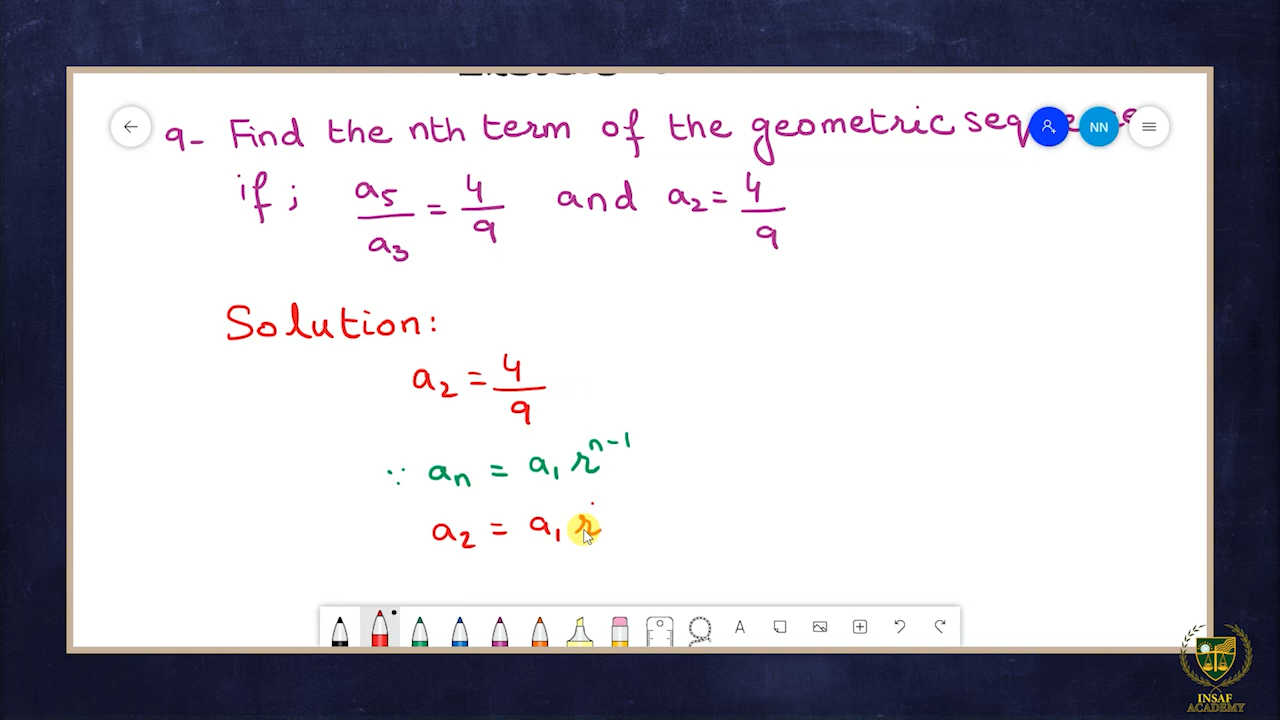 9- Find the nth term of the geometric sequence
if ; a₅/a₃ = 4/9 and a₂ = 4/9
Solution:
a₂ = 4/9
∵ aₙ = a₁ r^(n-1)
a₂ = a₁ r
NN
A
INSAF
ACADEMY